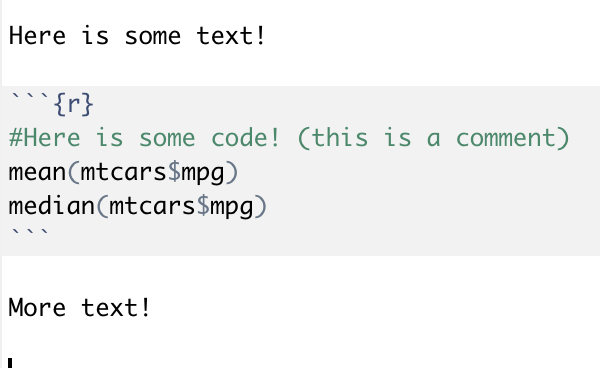 Here is some text!
```{r}
#Here is some code! (this is a comment)
mean(mtcars$mpg)
median(mtcars$mpg)
```
More text!